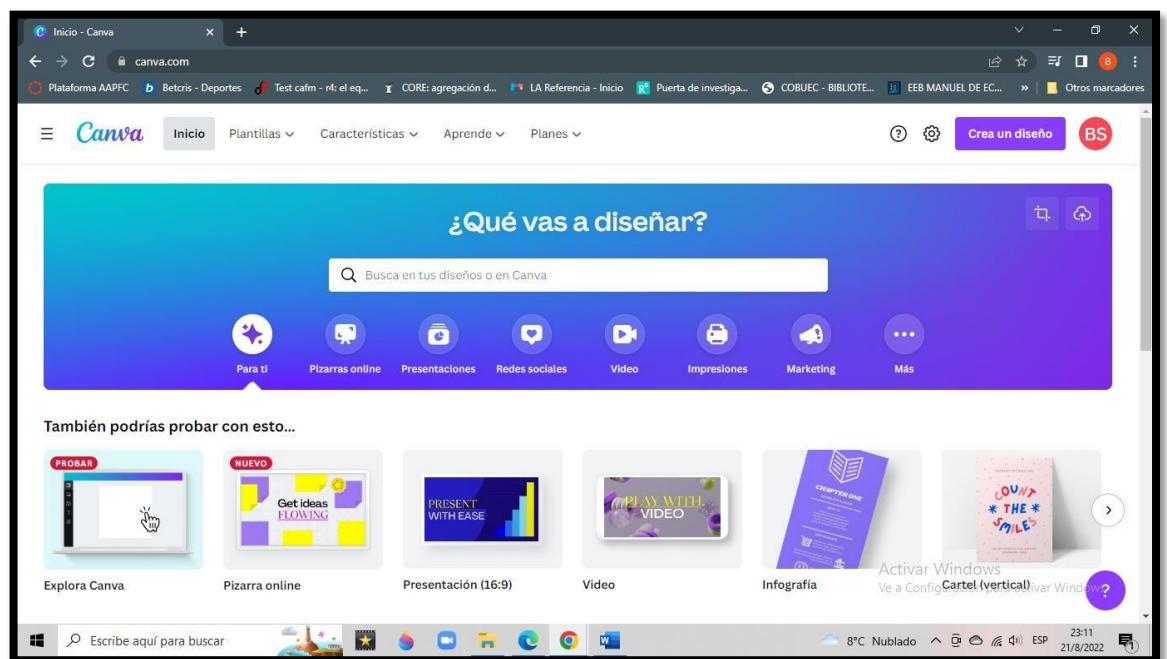 Inicio - Canva
canva.com
B
Plataforma AAPFC
Betcris - Deportes
Test cafm - r4: el eq...
CORE: agregación d...
LA Referencia - Inicio
Puerta de investiga...
COBUEC - BIBLIOTE...
EEB MANUEL DE EC...
Otros marcadores
Canva
Inicio
Plantillas
Características
Aprende
Planes
Crea un diseño
BS
¿Qué vas a diseñar?
Busca en tus diseños o en Canva
Para ti
Pizarras online
Presentaciones
Redes sociales
Video
Impresiones
Marketing
Más
También podrías probar con esto...
PROBAR
NUEVO
Get ideas
FLOWING
PRESENT
WITH EASE
PLAY WITH
VIDEO
CHAPTER ONE
COUNT
* THE *
SMILES
Explora Canva
Pizarra online
Presentación (16:9)
Video
Infografía
Cartel (vertical)
Activar Windows
Ve a Configuración para activar Windows
Escribe aquí para buscar
8°C Nublado
ESP
23:11
21/8/2022